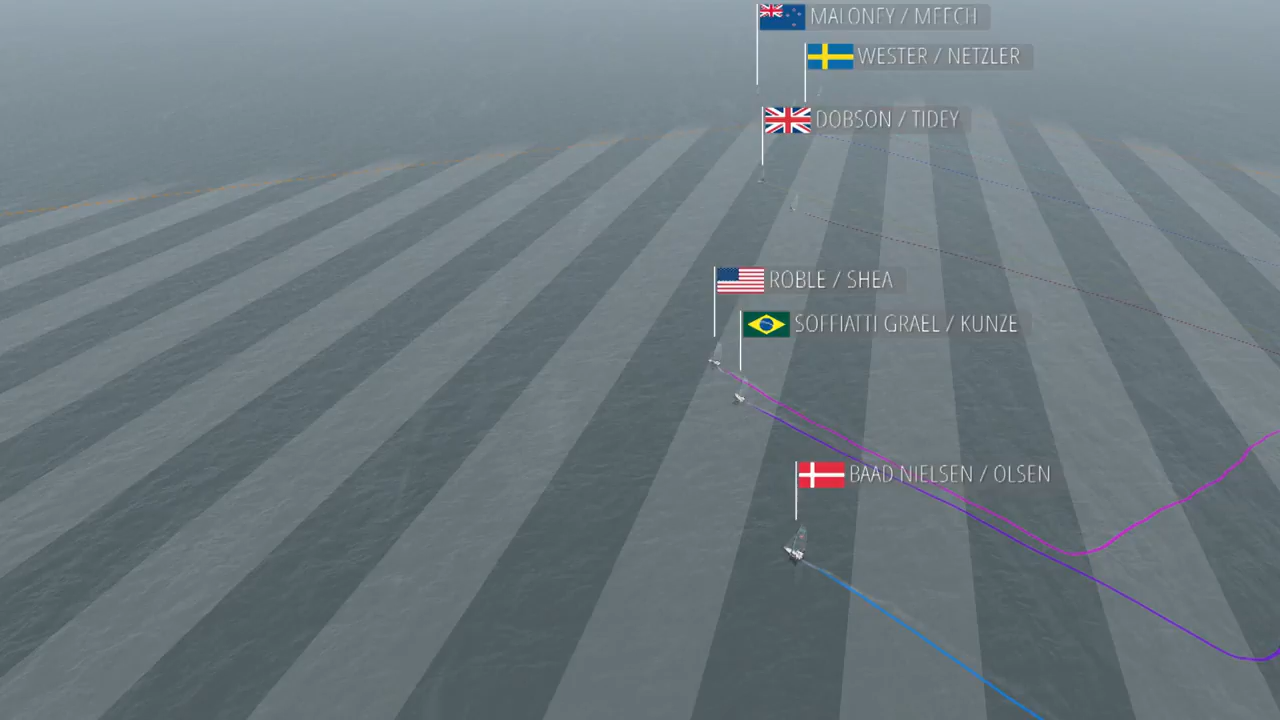 MALONEY / MEECH
WESTER / NETZLER
DOBSON / TIDEY
ROBLE / SHEA
SOFFIATTI GRAEL / KUNZE
BAAD NIELSEN / OLSEN